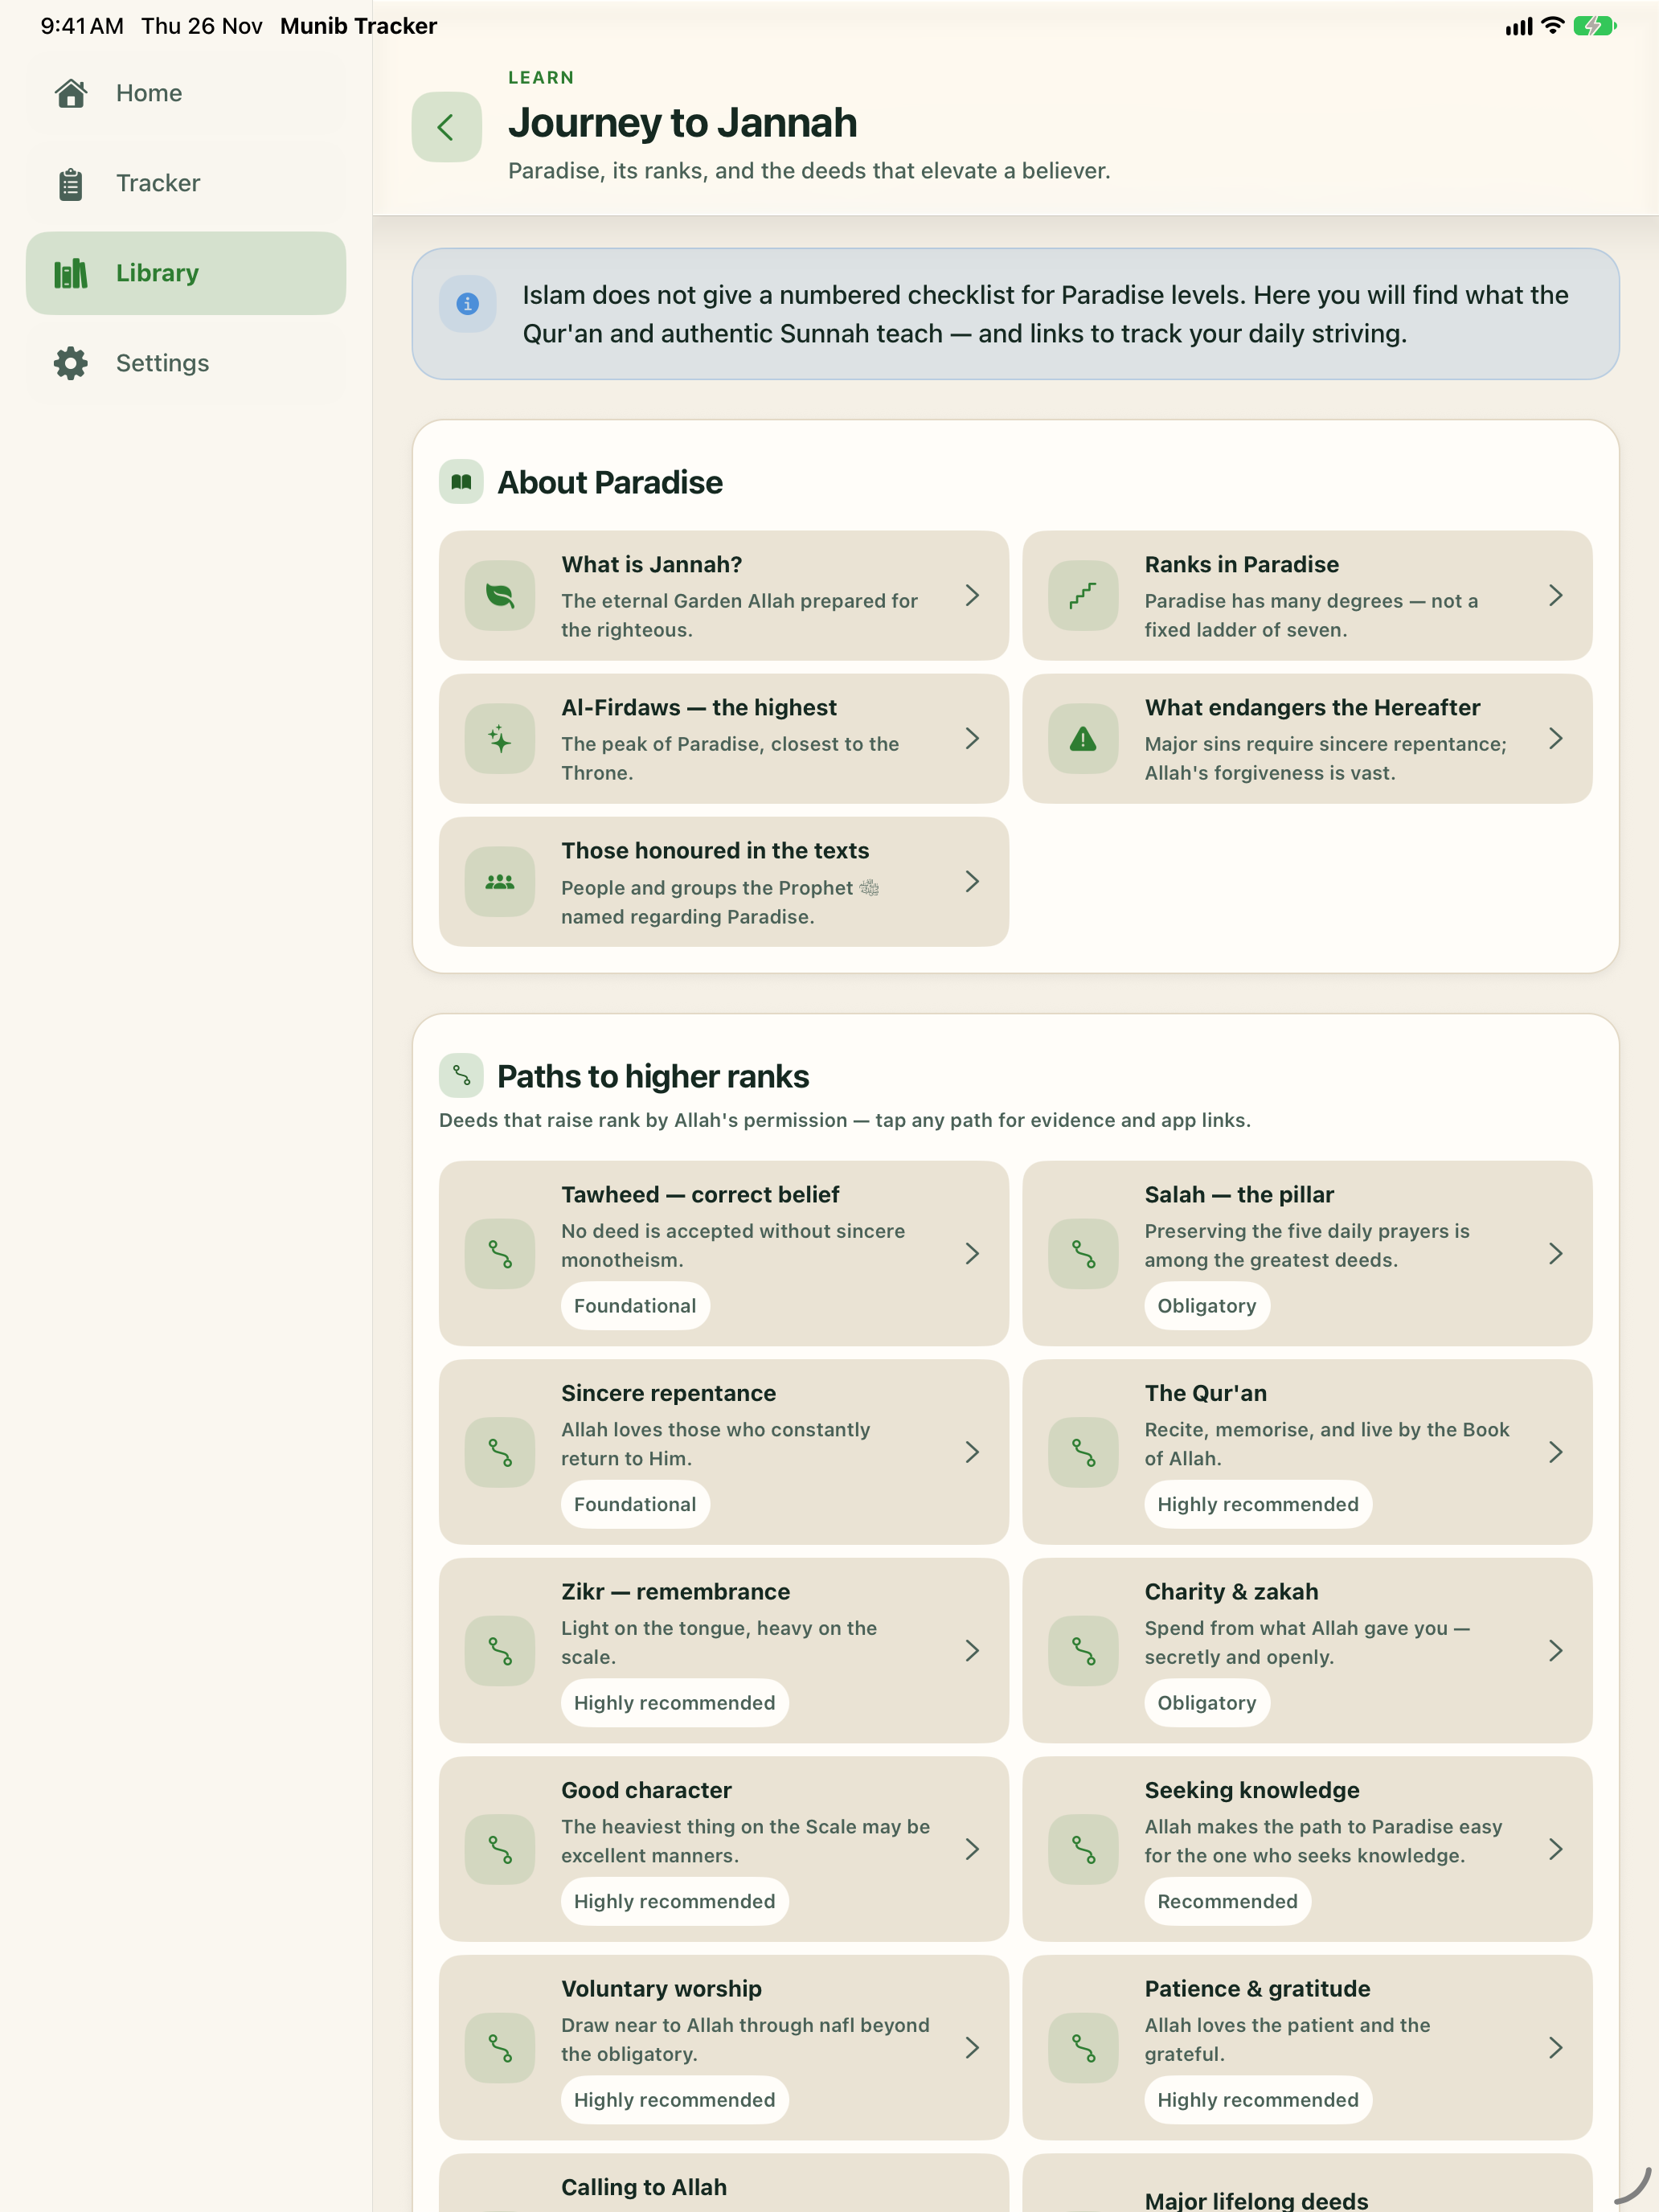 9:41 AM Thu 26 Nov Munib Tracker
Home
Tracker
Library
Settings
LEARN
Journey to Jannah
Paradise, its ranks, and the deeds that elevate a believer.
Islam does not give a numbered checklist for Paradise levels. Here you will find what the
Qur'an and authentic Sunnah teach — and links to track your daily striving.
About Paradise
What is Jannah?
The eternal Garden Allah prepared for
the righteous.
Ranks in Paradise
Paradise has many degrees — not a
fixed ladder of seven.
Al-Firdaws — the highest
The peak of Paradise, closest to the
Throne.
What endangers the Hereafter
Major sins require sincere repentance;
Allah's forgiveness is vast.
Those honoured in the texts
People and groups the Prophet ﷺ
named regarding Paradise.
Paths to higher ranks
Deeds that raise rank by Allah's permission — tap any path for evidence and app links.
Tawheed — correct belief
No deed is accepted without sincere
monotheism.
Foundational
Salah — the pillar
Preserving the five daily prayers is
among the greatest deeds.
Obligatory
Sincere repentance
Allah loves those who constantly
return to Him.
Foundational
The Qur'an
Recite, memorise, and live by the Book
of Allah.
Highly recommended
Zikr — remembrance
Light on the tongue, heavy on the
scale.
Highly recommended
Charity & zakah
Spend from what Allah gave you —
secretly and openly.
Obligatory
Good character
The heaviest thing on the Scale may be
excellent manners.
Highly recommended
Seeking knowledge
Allah makes the path to Paradise easy
for the one who seeks knowledge.
Recommended
Voluntary worship
Draw near to Allah through nafl beyond
the obligatory.
Highly recommended
Patience & gratitude
Allah loves the patient and the
grateful.
Highly recommended
Calling to Allah
Major lifelong deeds